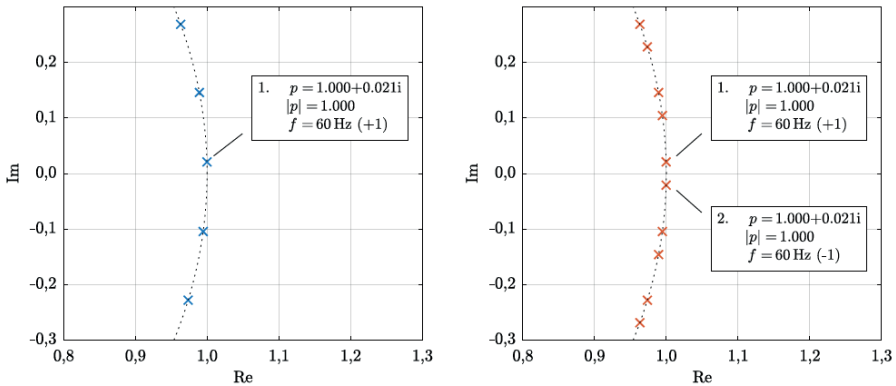 0,2
0,1
0,0
-0,1
-0,2
-0,3
Im
0,8 0,9 1,0 1,1 1,2 1,3
Re
1. p = 1.000+0.021i
|p| = 1.000
f = 60 Hz (+1)
0,2
0,1
0,0
-0,1
-0,2
-0,3
Im
0,8 0,9 1,0 1,1 1,2 1,3
Re
1. p = 1.000+0.021i
|p| = 1.000
f = 60 Hz (+1)
2. p = 1.000+0.021i
|p| = 1.000
f = 60 Hz (-1)